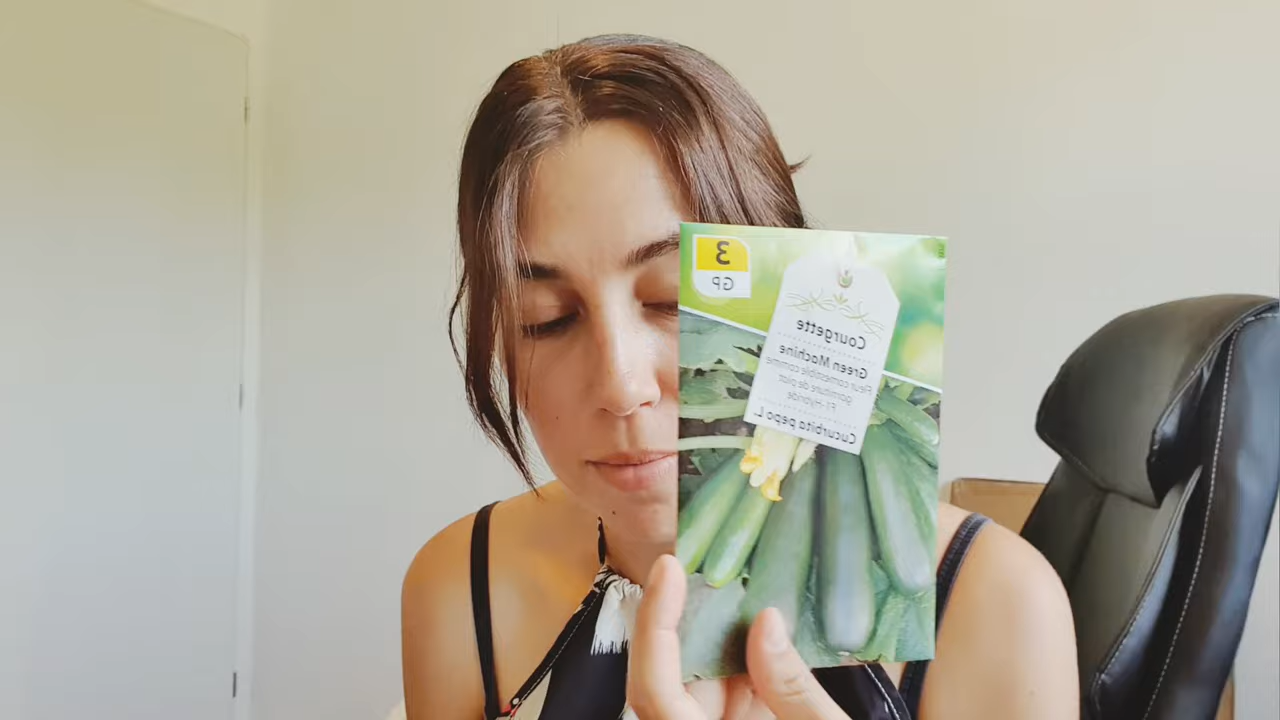 3
GP
Courgette
Green Machine
Fleur comestible comme
garniture de plat
F1-Hybride
Cucurbita pepo L.